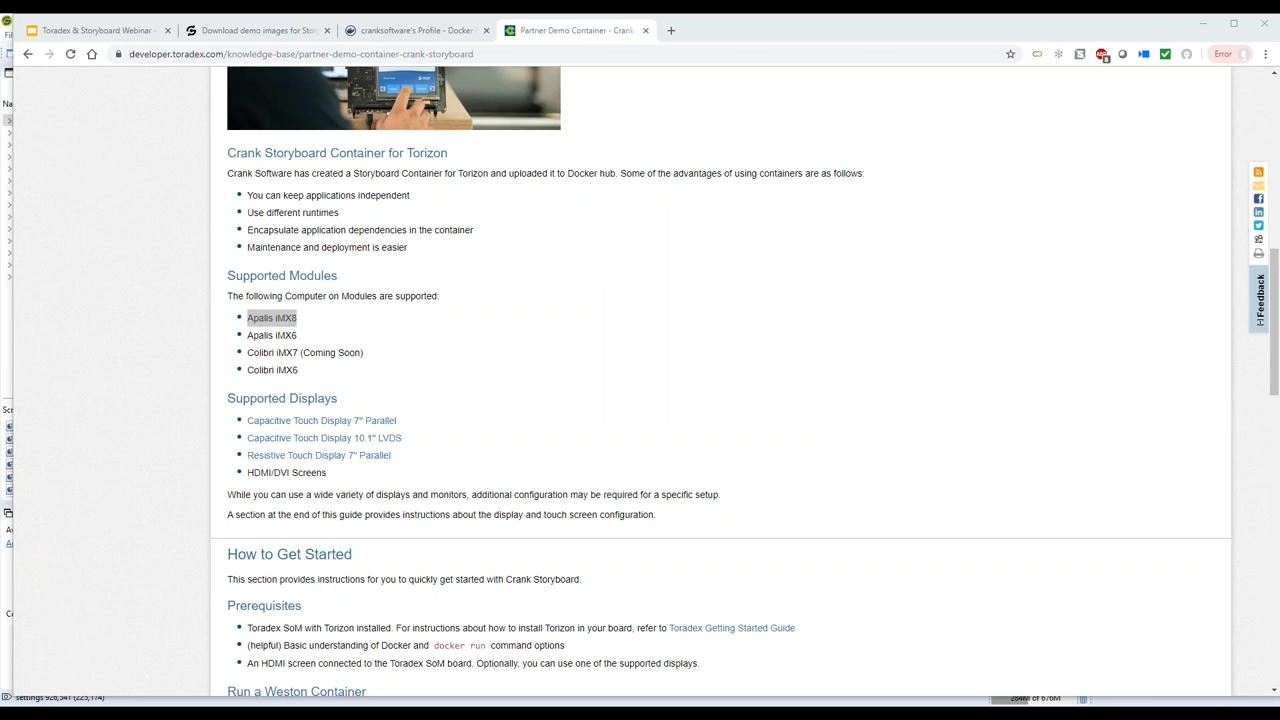 Toradex & Storyboard Webinar -
Download demo images for Stor
cranksoftware's Profile - Docker
Partner Demo Container - Crank
developer.toradex.com/knowledge-base/partner-demo-container-crank-storyboard
Error
Crank Storyboard Container for Torizon
Crank Software has created a Storyboard Container for Torizon and uploaded it to Docker hub. Some of the advantages of using containers are as follows:
You can keep applications independent
Use different runtimes
Encapsulate application dependencies in the container
Maintenance and deployment is easier
Supported Modules
The following Computer on Modules are supported:
Apalis iMX8
Apalis iMX6
Colibri iMX7 (Coming Soon)
Colibri iMX6
Supported Displays
Capacitive Touch Display 7" Parallel
Capacitive Touch Display 10.1" LVDS
Resistive Touch Display 7" Parallel
HDMI/DVI Screens
While you can use a wide variety of displays and monitors, additional configuration may be required for a specific setup.
A section at the end of this guide provides instructions about the display and touch screen configuration.
How to Get Started
This section provides instructions for you to quickly get started with Crank Storyboard.
Prerequisites
Toradex SoM with Torizon installed. For instructions about how to install Torizon in your board, refer to Toradex Getting Started Guide
(helpful) Basic understanding of Docker and docker run command options
An HDMI screen connected to the Toradex SoM board. Optionally, you can use one of the supported displays.
Run a Weston Container
[-] Feedback
Na
Scr